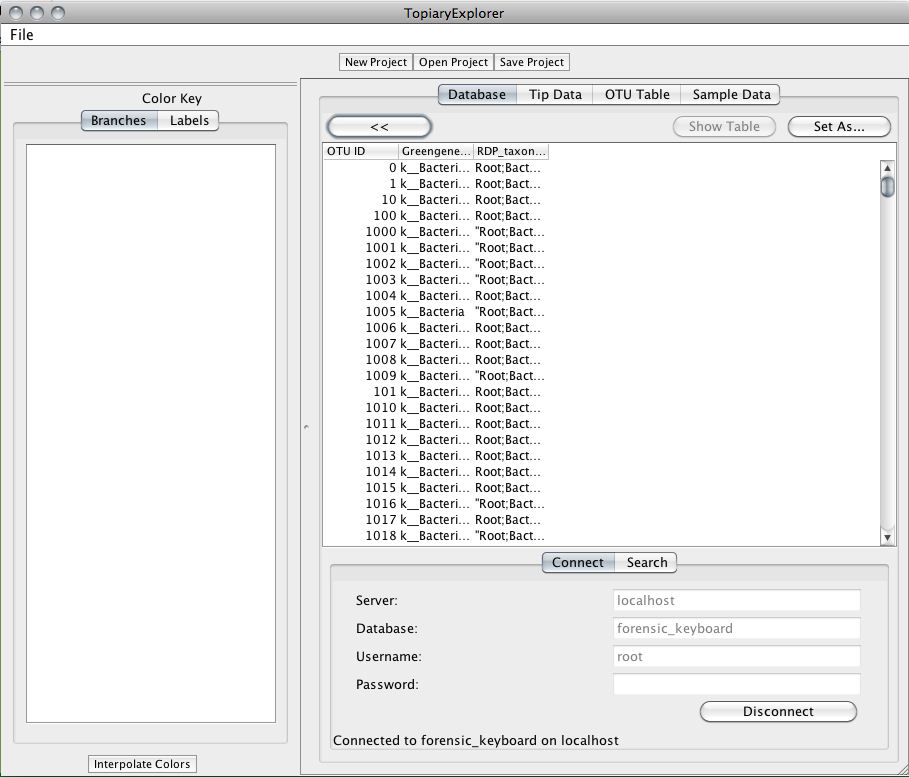 TopiaryExplorer
File
New Project Open Project Save Project
Color Key
Branches Labels
Database Tip Data OTU Table Sample Data
<< Show Table Set As...
OTU ID Greengene... RDP_taxon...
0 k__Bacteri... Root;Bact...
1 k__Bacteri... Root;Bact...
10 k__Bacteri... Root;Bact...
100 k__Bacteri... Root;Bact...
1000 k__Bacteri... "Root;Bact...
1001 k__Bacteri... "Root;Bact...
1002 k__Bacteri... "Root;Bact...
1003 k__Bacteri... "Root;Bact...
1004 k__Bacteri... Root;Bact...
1005 k__Bacteria "Root;Bact...
1006 k__Bacteri... Root;Bact...
1007 k__Bacteri... Root;Bact...
1008 k__Bacteri... Root;Bact...
1009 k__Bacteri... "Root;Bact...
101 k__Bacteri... Root;Bact...
1010 k__Bacteri... Root;Bact...
1011 k__Bacteri... Root;Bact...
1012 k__Bacteri... Root;Bact...
1013 k__Bacteri... Root;Bact...
1014 k__Bacteri... Root;Bact...
1015 k__Bacteri... Root;Bact...
1016 k__Bacteri... "Root;Bact...
1017 k__Bacteri... Root;Bact...
1018 k__Bacteri... "Root;Bact...
Connect Search
Server: localhost
Database: forensic_keyboard
Username: root
Password:
Disconnect
Connected to forensic_keyboard on localhost
Interpolate Colors